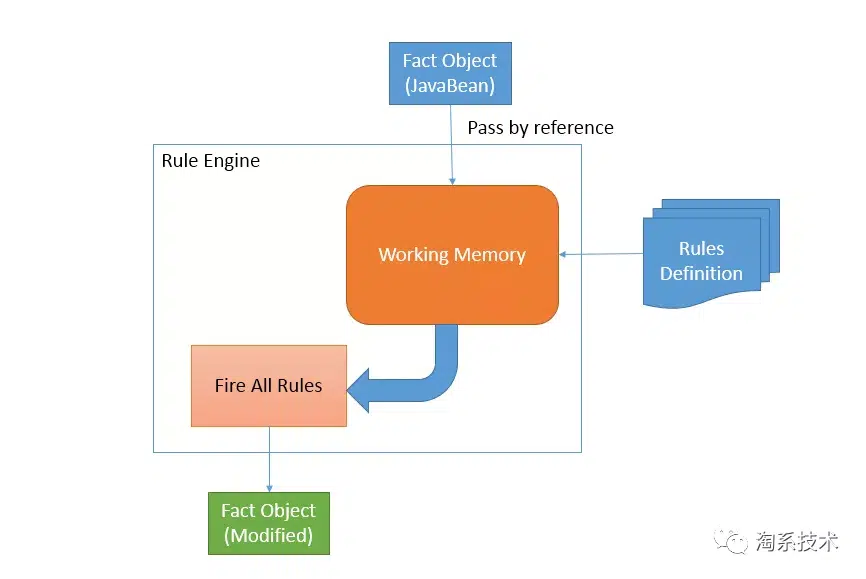 Fact Object
(JavaBean)
Pass by reference
Rule Engine
Working Memory
Rules
Definition
Fire All Rules
Fact Object
(Modified)
淘系技术